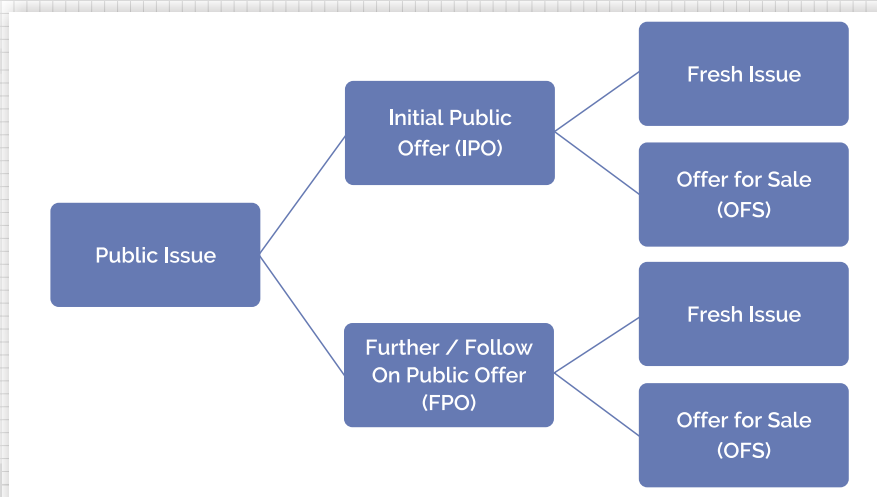 Public Issue
Initial Public
Offer (IPO)
Fresh Issue
Offer for Sale
(OFS)
Further / Follow
On Public Offer
(FPO)
Fresh Issue
Offer for Sale
(OFS)